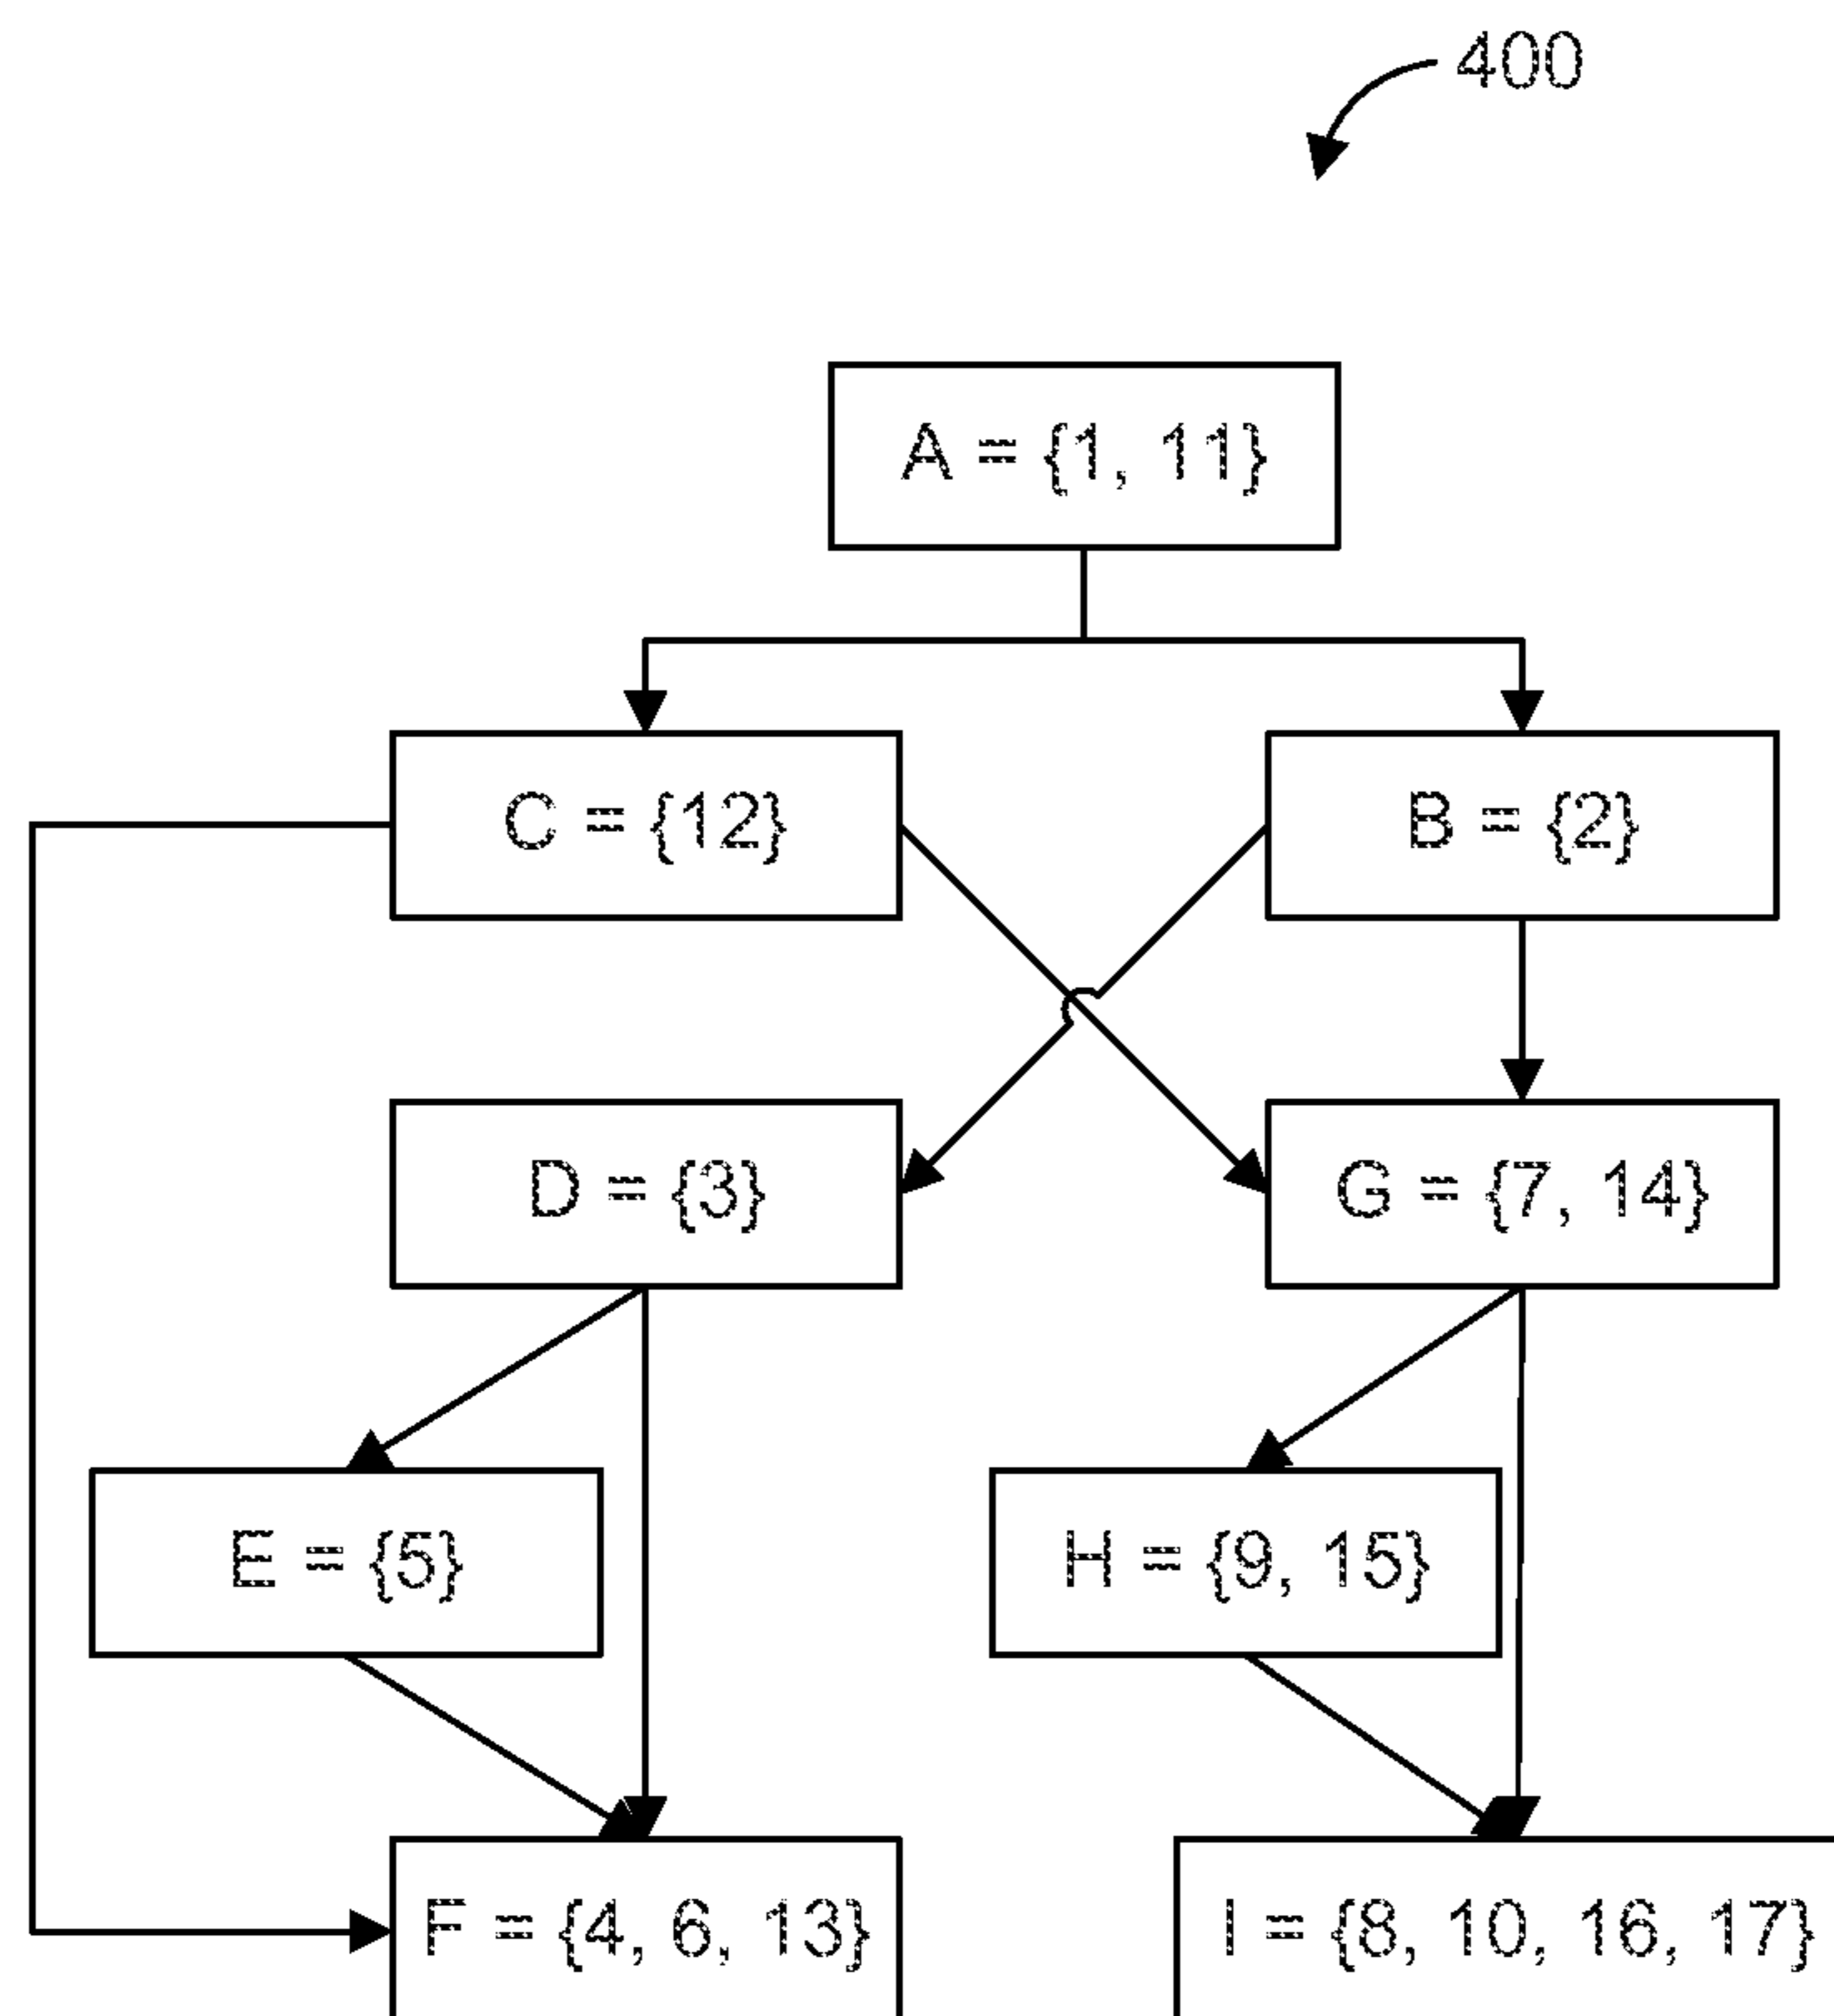 400
A = {1, 11}
C = {12}
B = {2}
D = {3}
G = {7, 14}
E = {5}
H = {9, 15}
F = {4, 6, 13}
I = {8, 10, 16, 17}